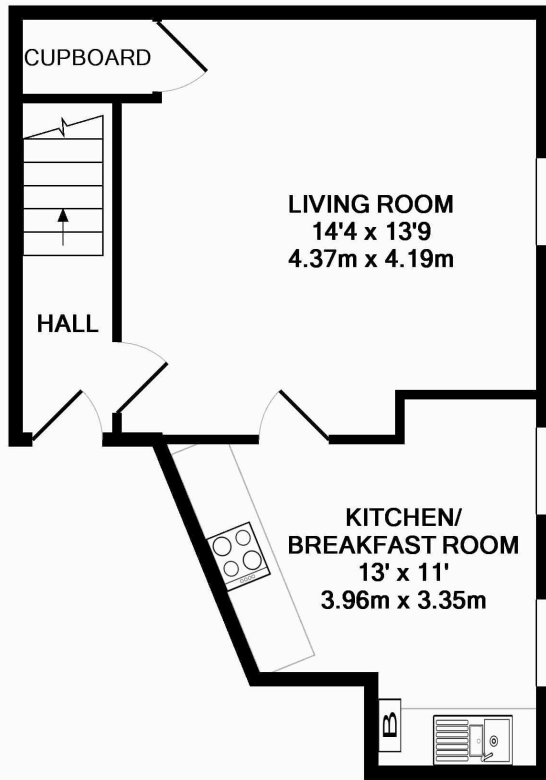 CUPBOARD
LIVING ROOM
14'4 x 13'9
4.37m x 4.19m
HALL
KITCHEN/
BREAKFAST ROOM
13' x 11'
3.96m x 3.35m
B